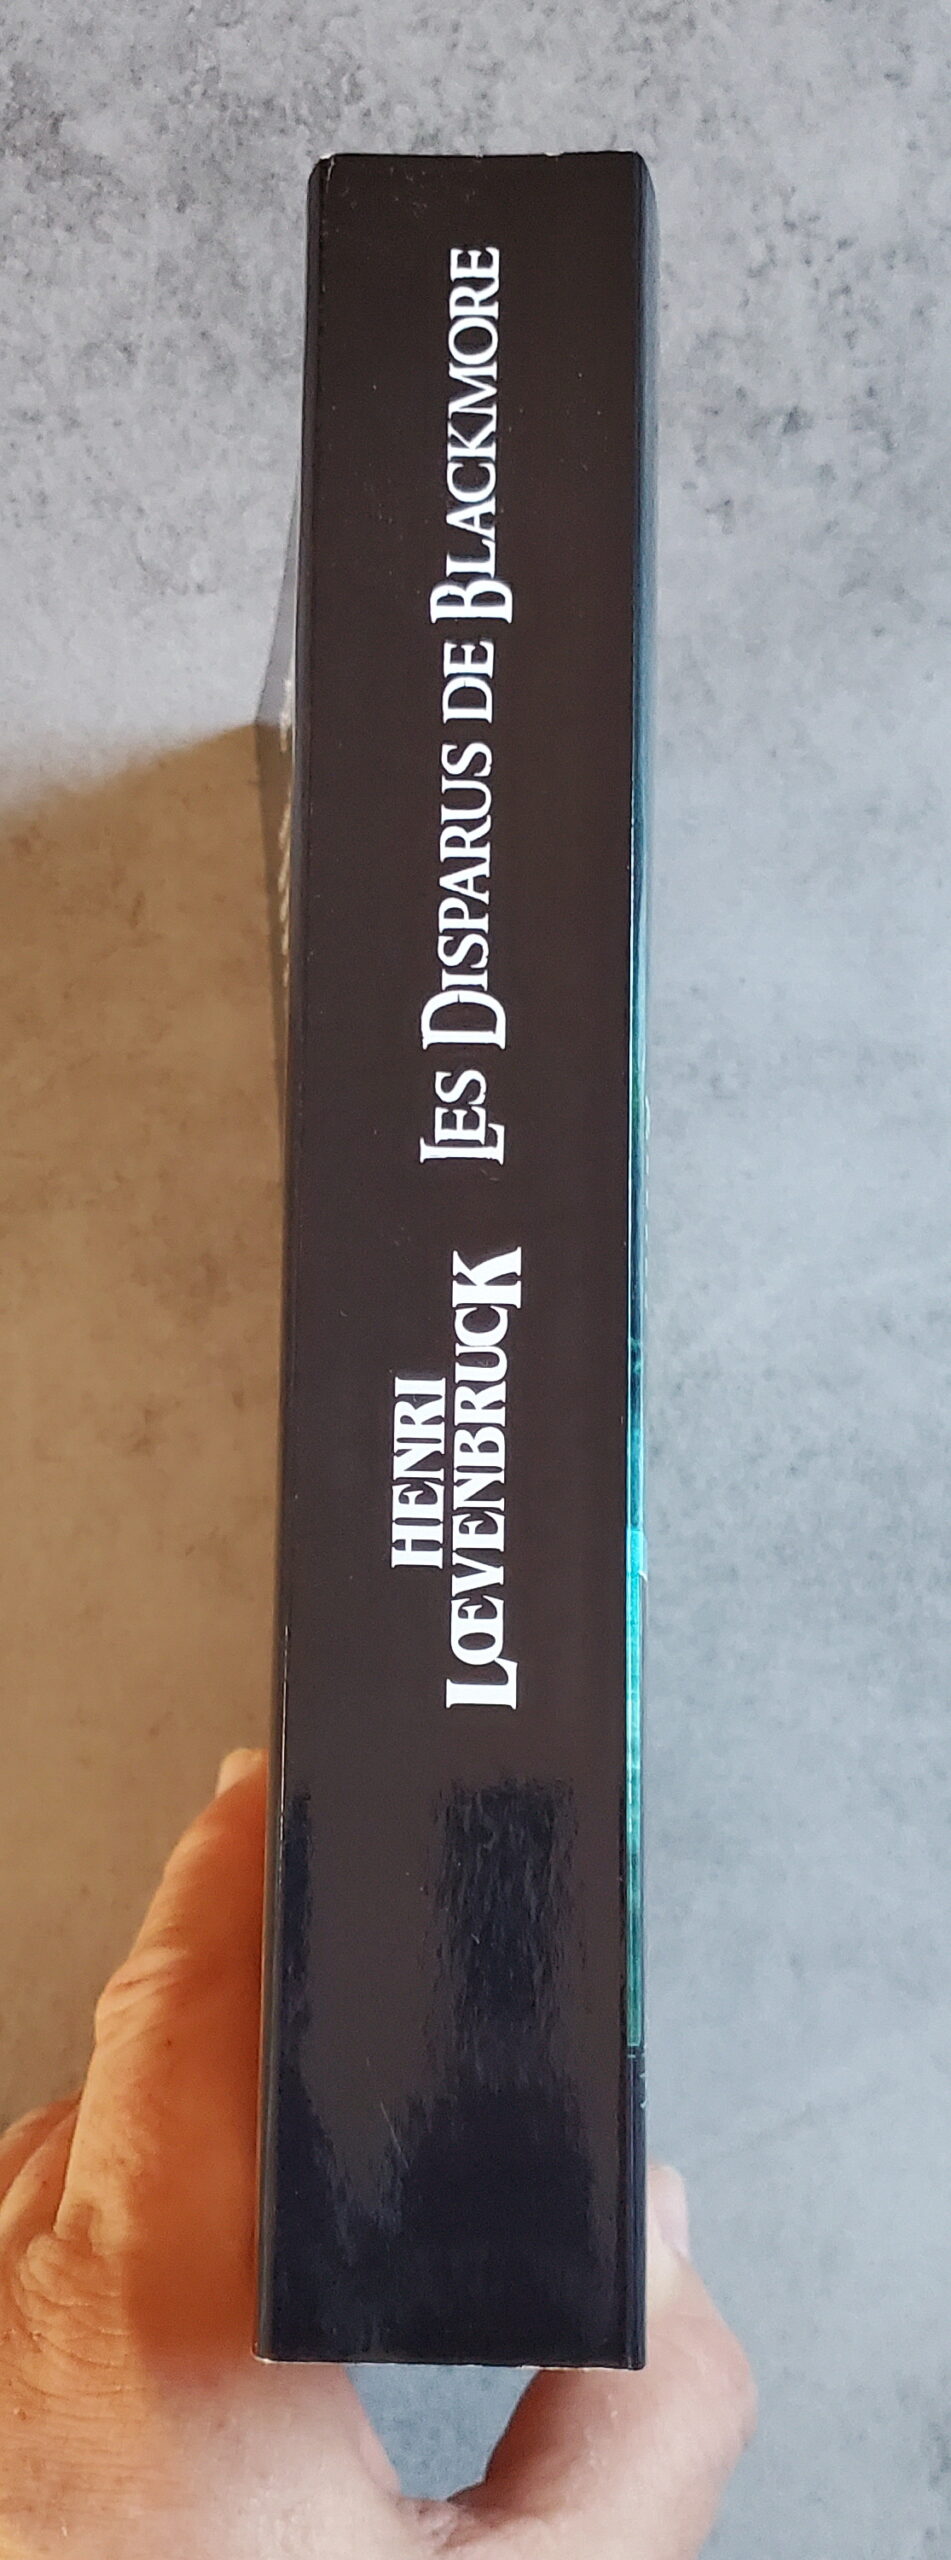 HENRI
LŒVENBRUCK
LES DISPARUS DE BLACKMORE